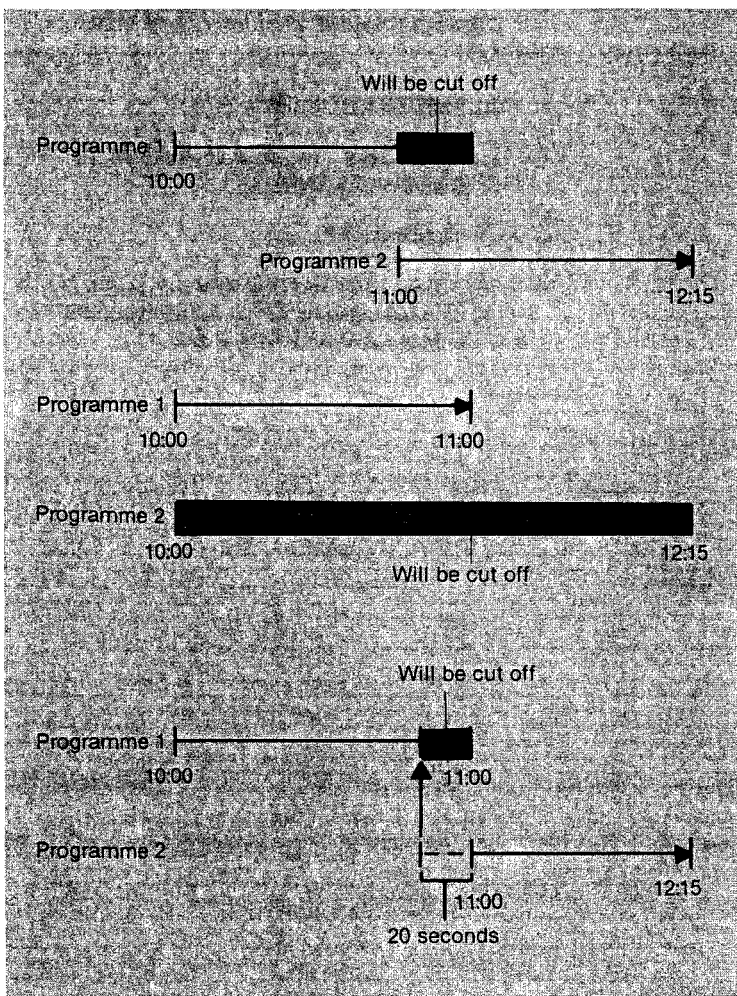 Will be cut off
Programme 1
10:00
Programme 2
11:00
12:15
Programme 1
10:00
11:00
Programme 2
10:00
12:15
Will be cut off
Will be cut off
Programme 1
10:00
11:00
Programme 2
11:00
12:15
20 seconds